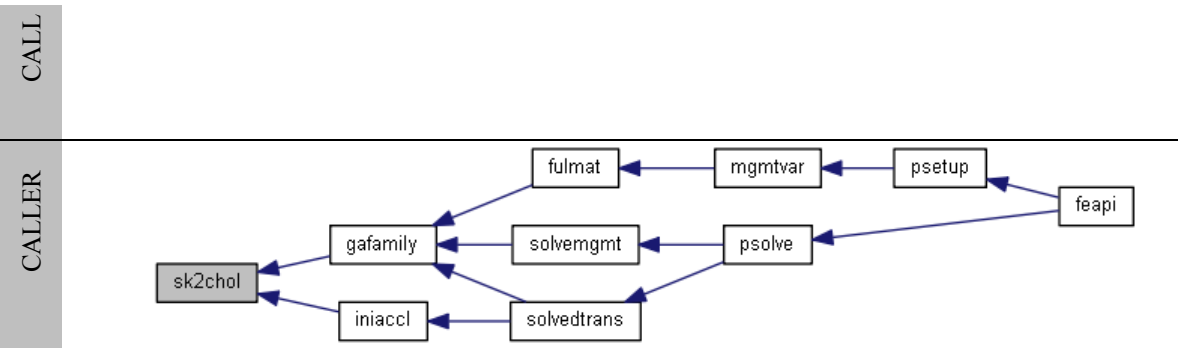 CALL
CALLER
fulmat
mgmtvar
psetup
feapi
gafamily
solvemgmt
psolve
sk2chol
iniaccl
solvedtrans